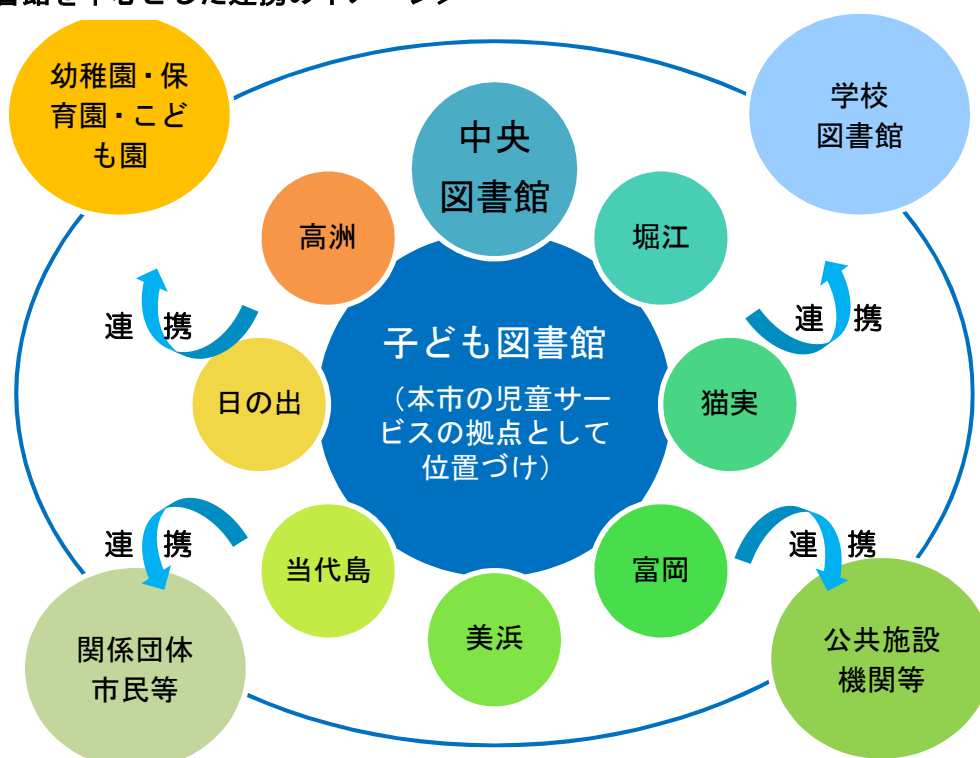 幼稚園・保
育園・こど
も園
学校
図書館
中央
図書館
高洲
堀江
連 携
連 携
子ども図書館
（本市の児童サー
ビスの拠点として
位置づけ）
日の出
猫実
連 携
連 携
当代島
富岡
美浜
関係団体
市民等
公共施設
機関等